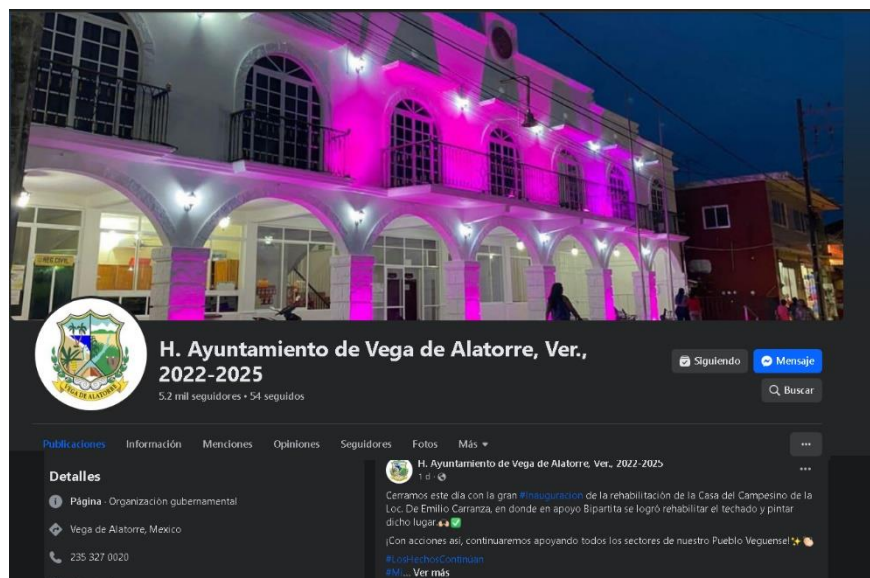 REG. CIVIL
VEGA DE ALATORRE
H. Ayuntamiento de Vega de Alatorre, Ver.,
2022-2025
5.2 mil seguidores • 54 seguidos
Siguiendo
Mensaje
Buscar
Publicaciones Información Menciones Opiniones Seguidores Fotos Más
Detalles
Página · Organización gubernamental
Vega de Alatorre, Mexico
235 327 0020
H. Ayuntamiento de Vega de Alatorre, Ver., 2022-2025
1 d
Cerramos este día con la gran #Inauguracion de la rehabilitación de la Casa del Campesino de la
Loc. De Emilio Carranza, en donde en apoyo Bipartita se logró rehabilitar el techado y pintar
dicho lugar.🙌🏻✅
¡Con acciones así, continuaremos apoyando todos los sectores de nuestro Pueblo Veguense!✨👏🏻
#LosHechosContinúan
#Mi... Ver más